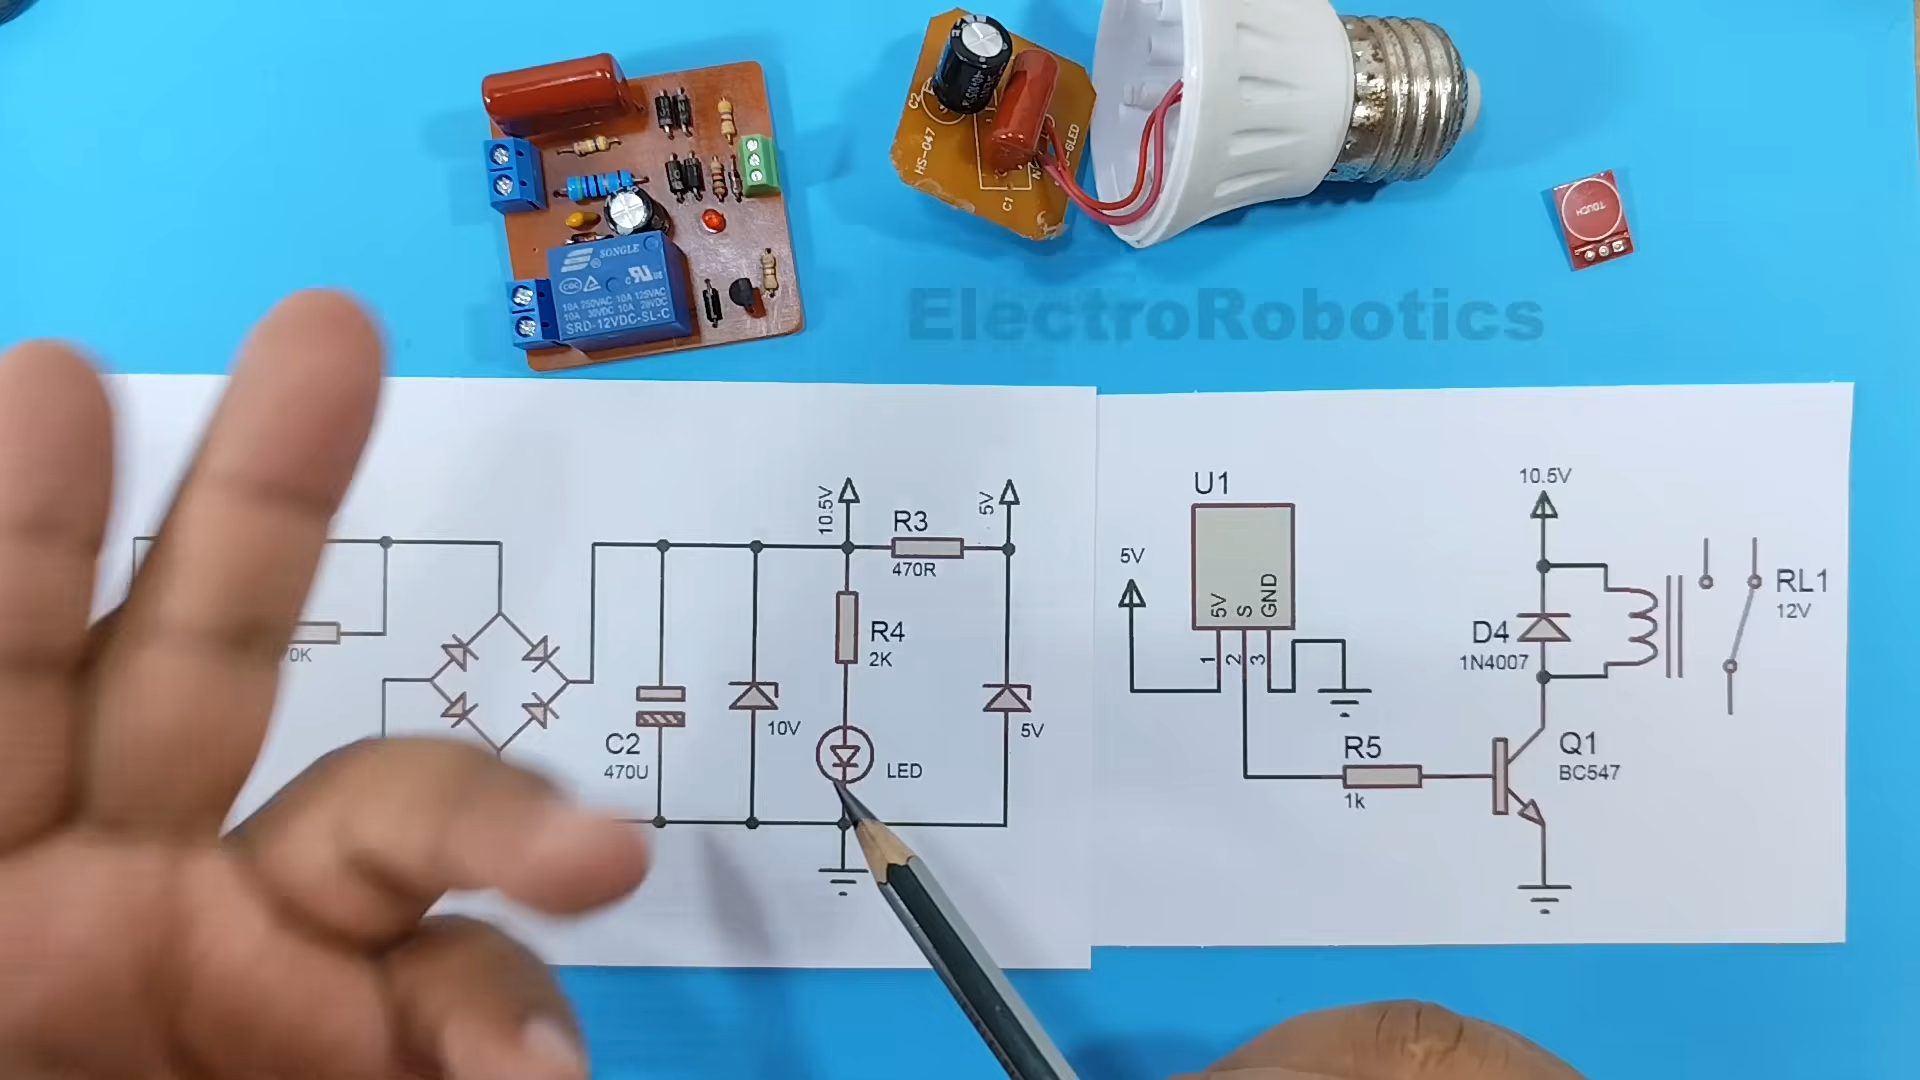 SONGLE
10A 250VAC 10A 125VAC
10A 30VDC 10A 28VDC
SRD-12VDC-SL-C
C2
HS-047
C1
TOUCH
ElectroRobotics
10.5V
R3
470R
5V
R4
2K
C2
470U
10V
LED
5V
U1
5V
5V
S
GND
1
2
3
R5
1k
10.5V
D4
1N4007
RL1
12V
Q1
BC547